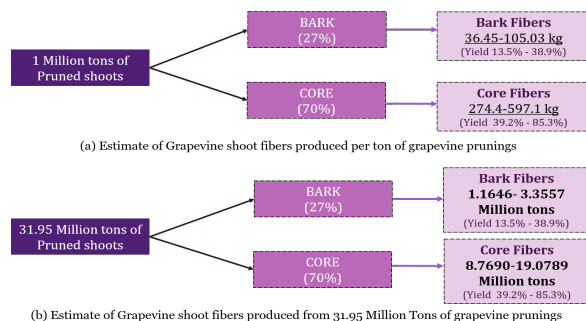 BARK
(27%)
Bark Fibers
36.45-105.03 kg
(Yield 13.5% - 38.9%)
1 Million tons of
Pruned shoots
CORE
(70%)
Core Fibers
274.4-597.1 kg
(Yield 39.2% - 85.3%)
(a) Estimate of Grapevine shoot fibers produced per ton of grapevine prunings
BARK
(27%)
Bark Fibers
1.1646- 3.3557
Million tons
(Yield 13.5% - 38.9%)
31.95 Million tons of
Pruned shoots
CORE
(70%)
Core Fibers
8.7690-19.0789
Million tons
(Yield 39.2% - 85.3%)
(b) Estimate of Grapevine shoot fibers produced from 31.95 Million Tons of grapevine prunings